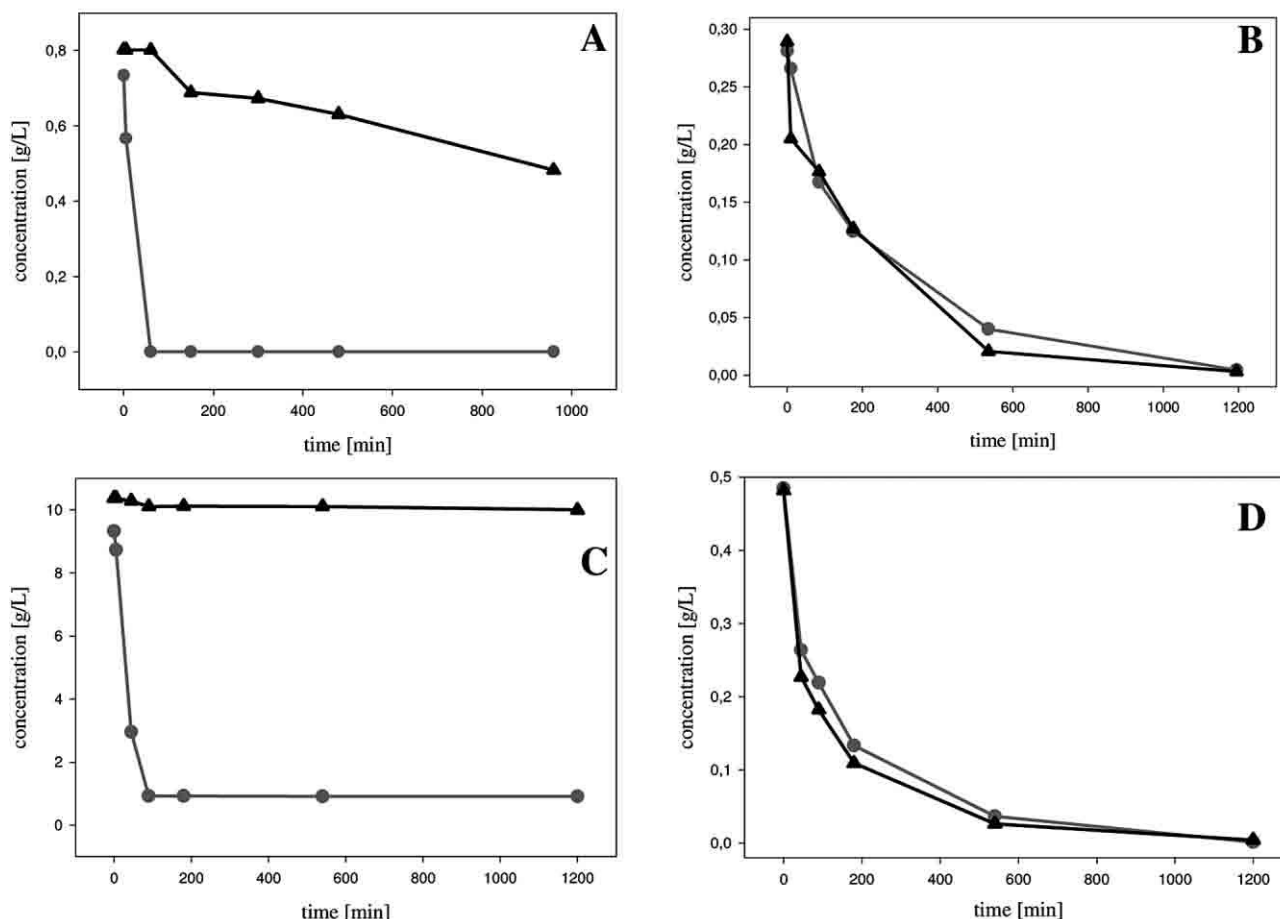 A
concentration [g/L]
0,8
0,6
0,4
0,2
0,0
0 200 400 600 800 1000
time [min]
B
concentration [g/L]
0,30
0,25
0,20
0,15
0,10
0,05
0,00
0 200 400 600 800 1000 1200
time [min]
C
concentration [g/L]
10
8
6
4
2
0
0 200 400 600 800 1000 1200
time [min]
D
concentration [g/L]
0,5
0,4
0,3
0,2
0,1
0,0
0 200 400 600 800 1000 1200
time [min]